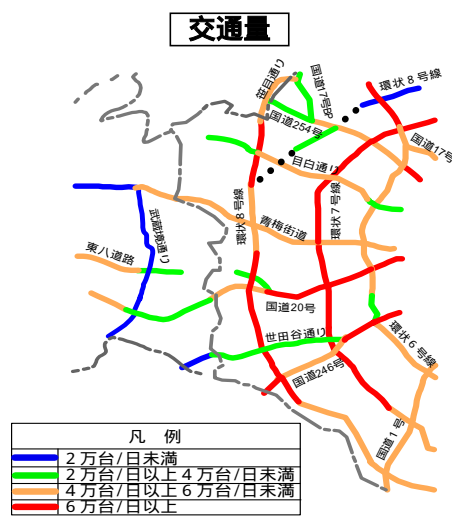 交通量
笹目通り
国道17号BP
環状８号線
国道254号
国道17号
目白通り
環状８号線
環状７号線
武蔵境通り
青梅街道
東八道路
国道20号
世田谷通り
環状６号線
国道246号
国道１号
凡 例
２万台/日未満
２万台/日以上４万台/日未満
４万台/日以上６万台/日未満
６万台/日以上